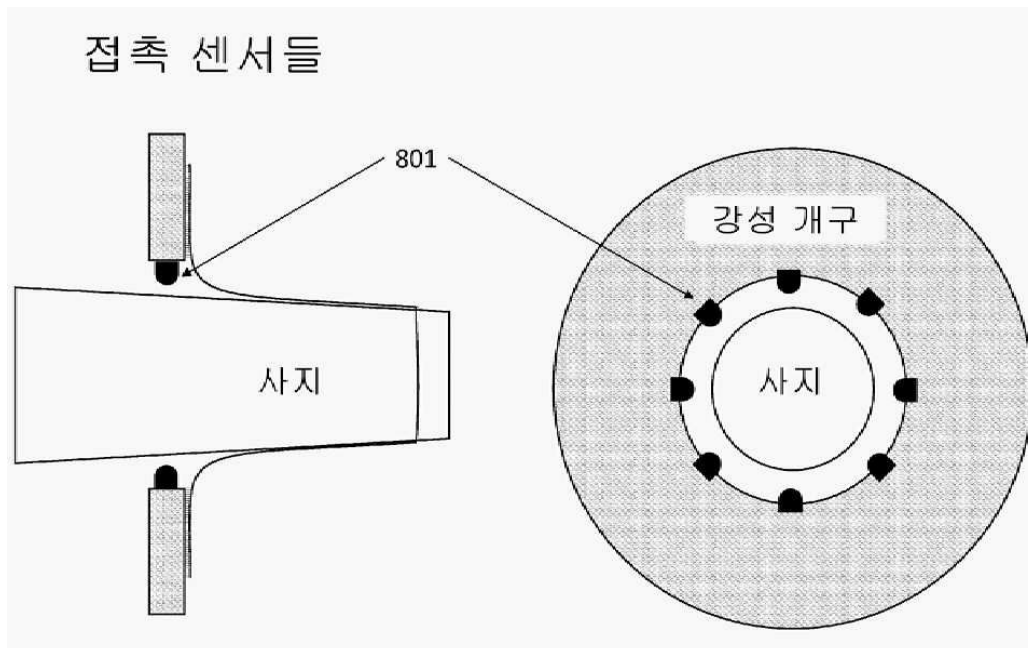 접촉 센서들
801
강성 개구
사지
사지